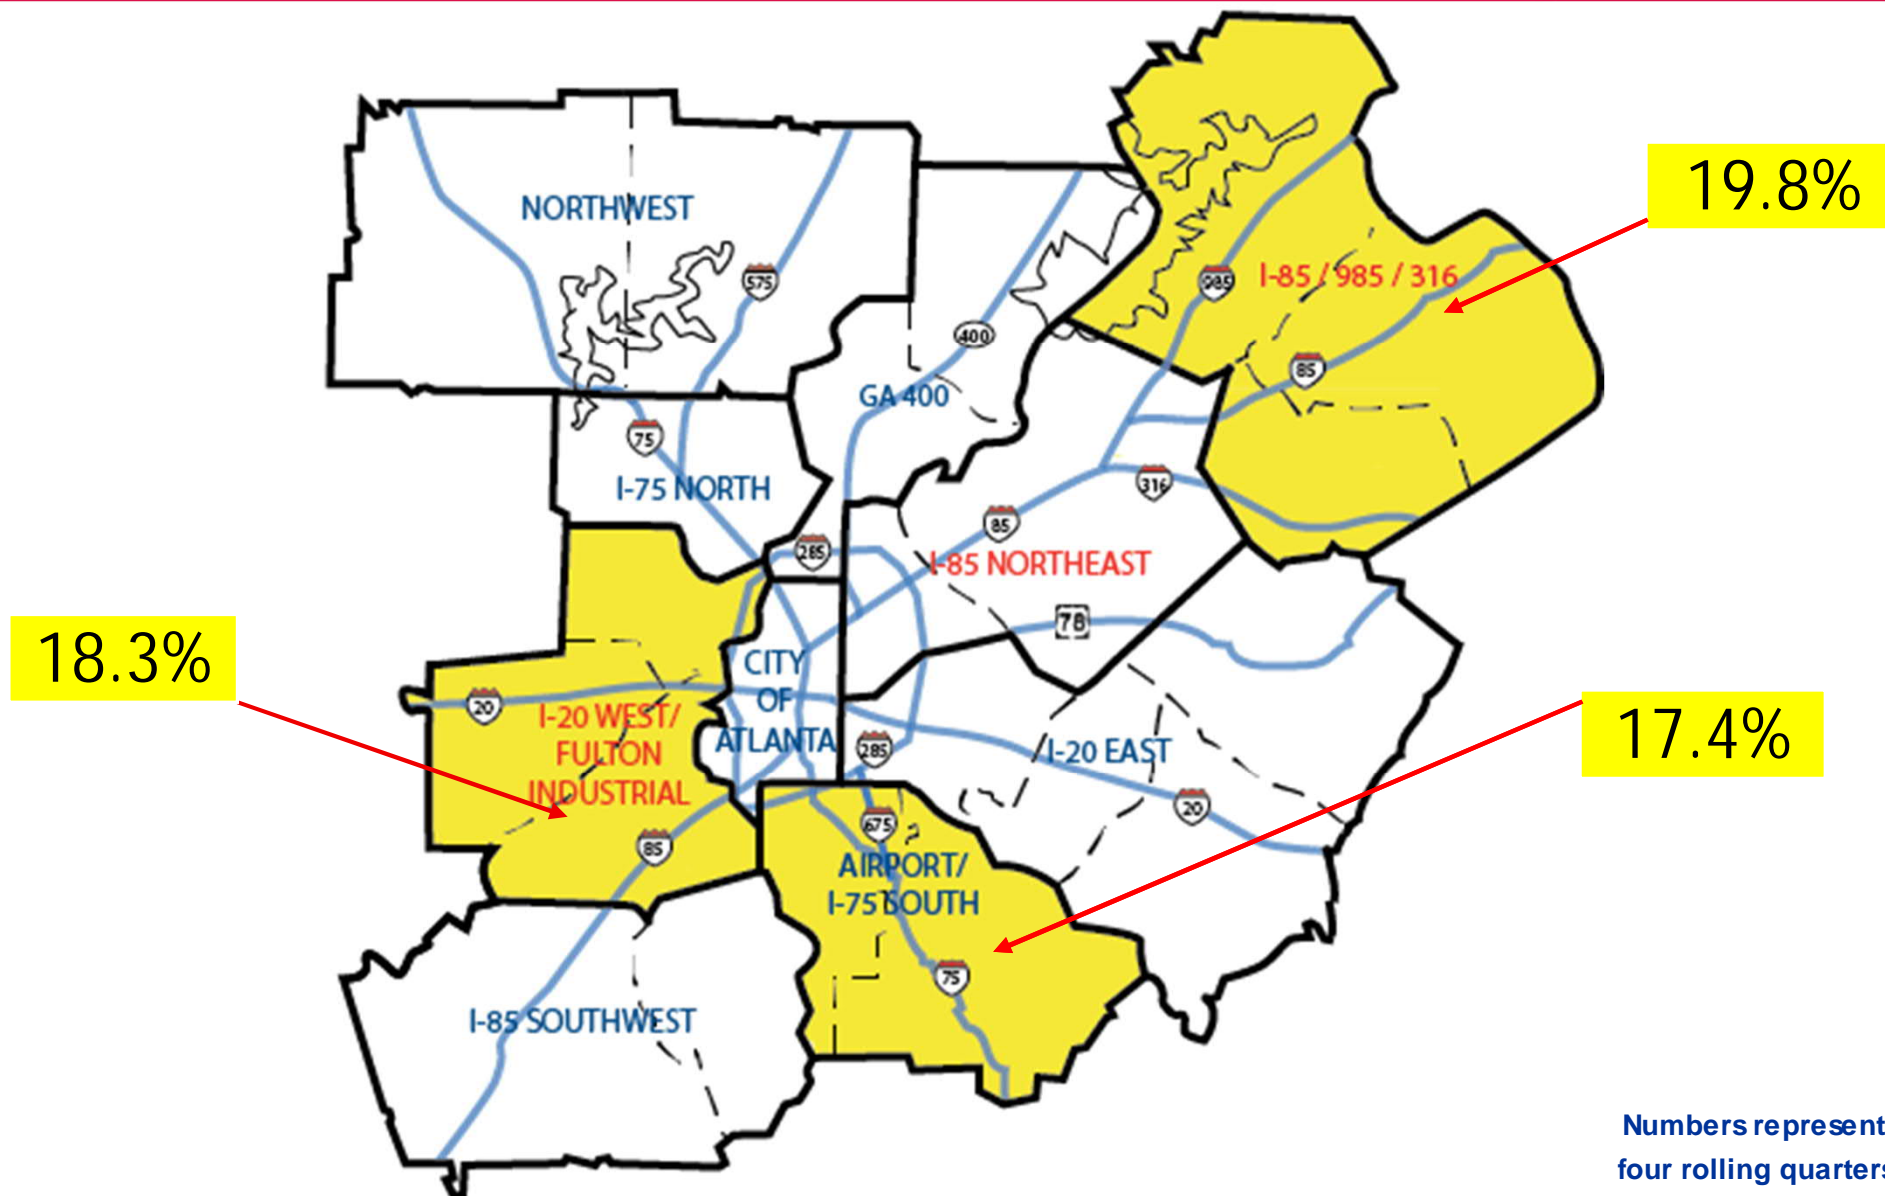 19.8%
NORTHWEST
575
985
I-85 / 985 / 316
400
85
GA 400
75
I-75 NORTH
316
85
285
I-85 NORTHEAST
78
18.3%
CITY
OF
ATLANTA
20
I-20 WEST/
FULTON
INDUSTRIAL
17.4%
285
I-20 EAST
20
675
85
AIRPORT/
I-75 SOUTH
75
I-85 SOUTHWEST
Numbers represent
four rolling quarters